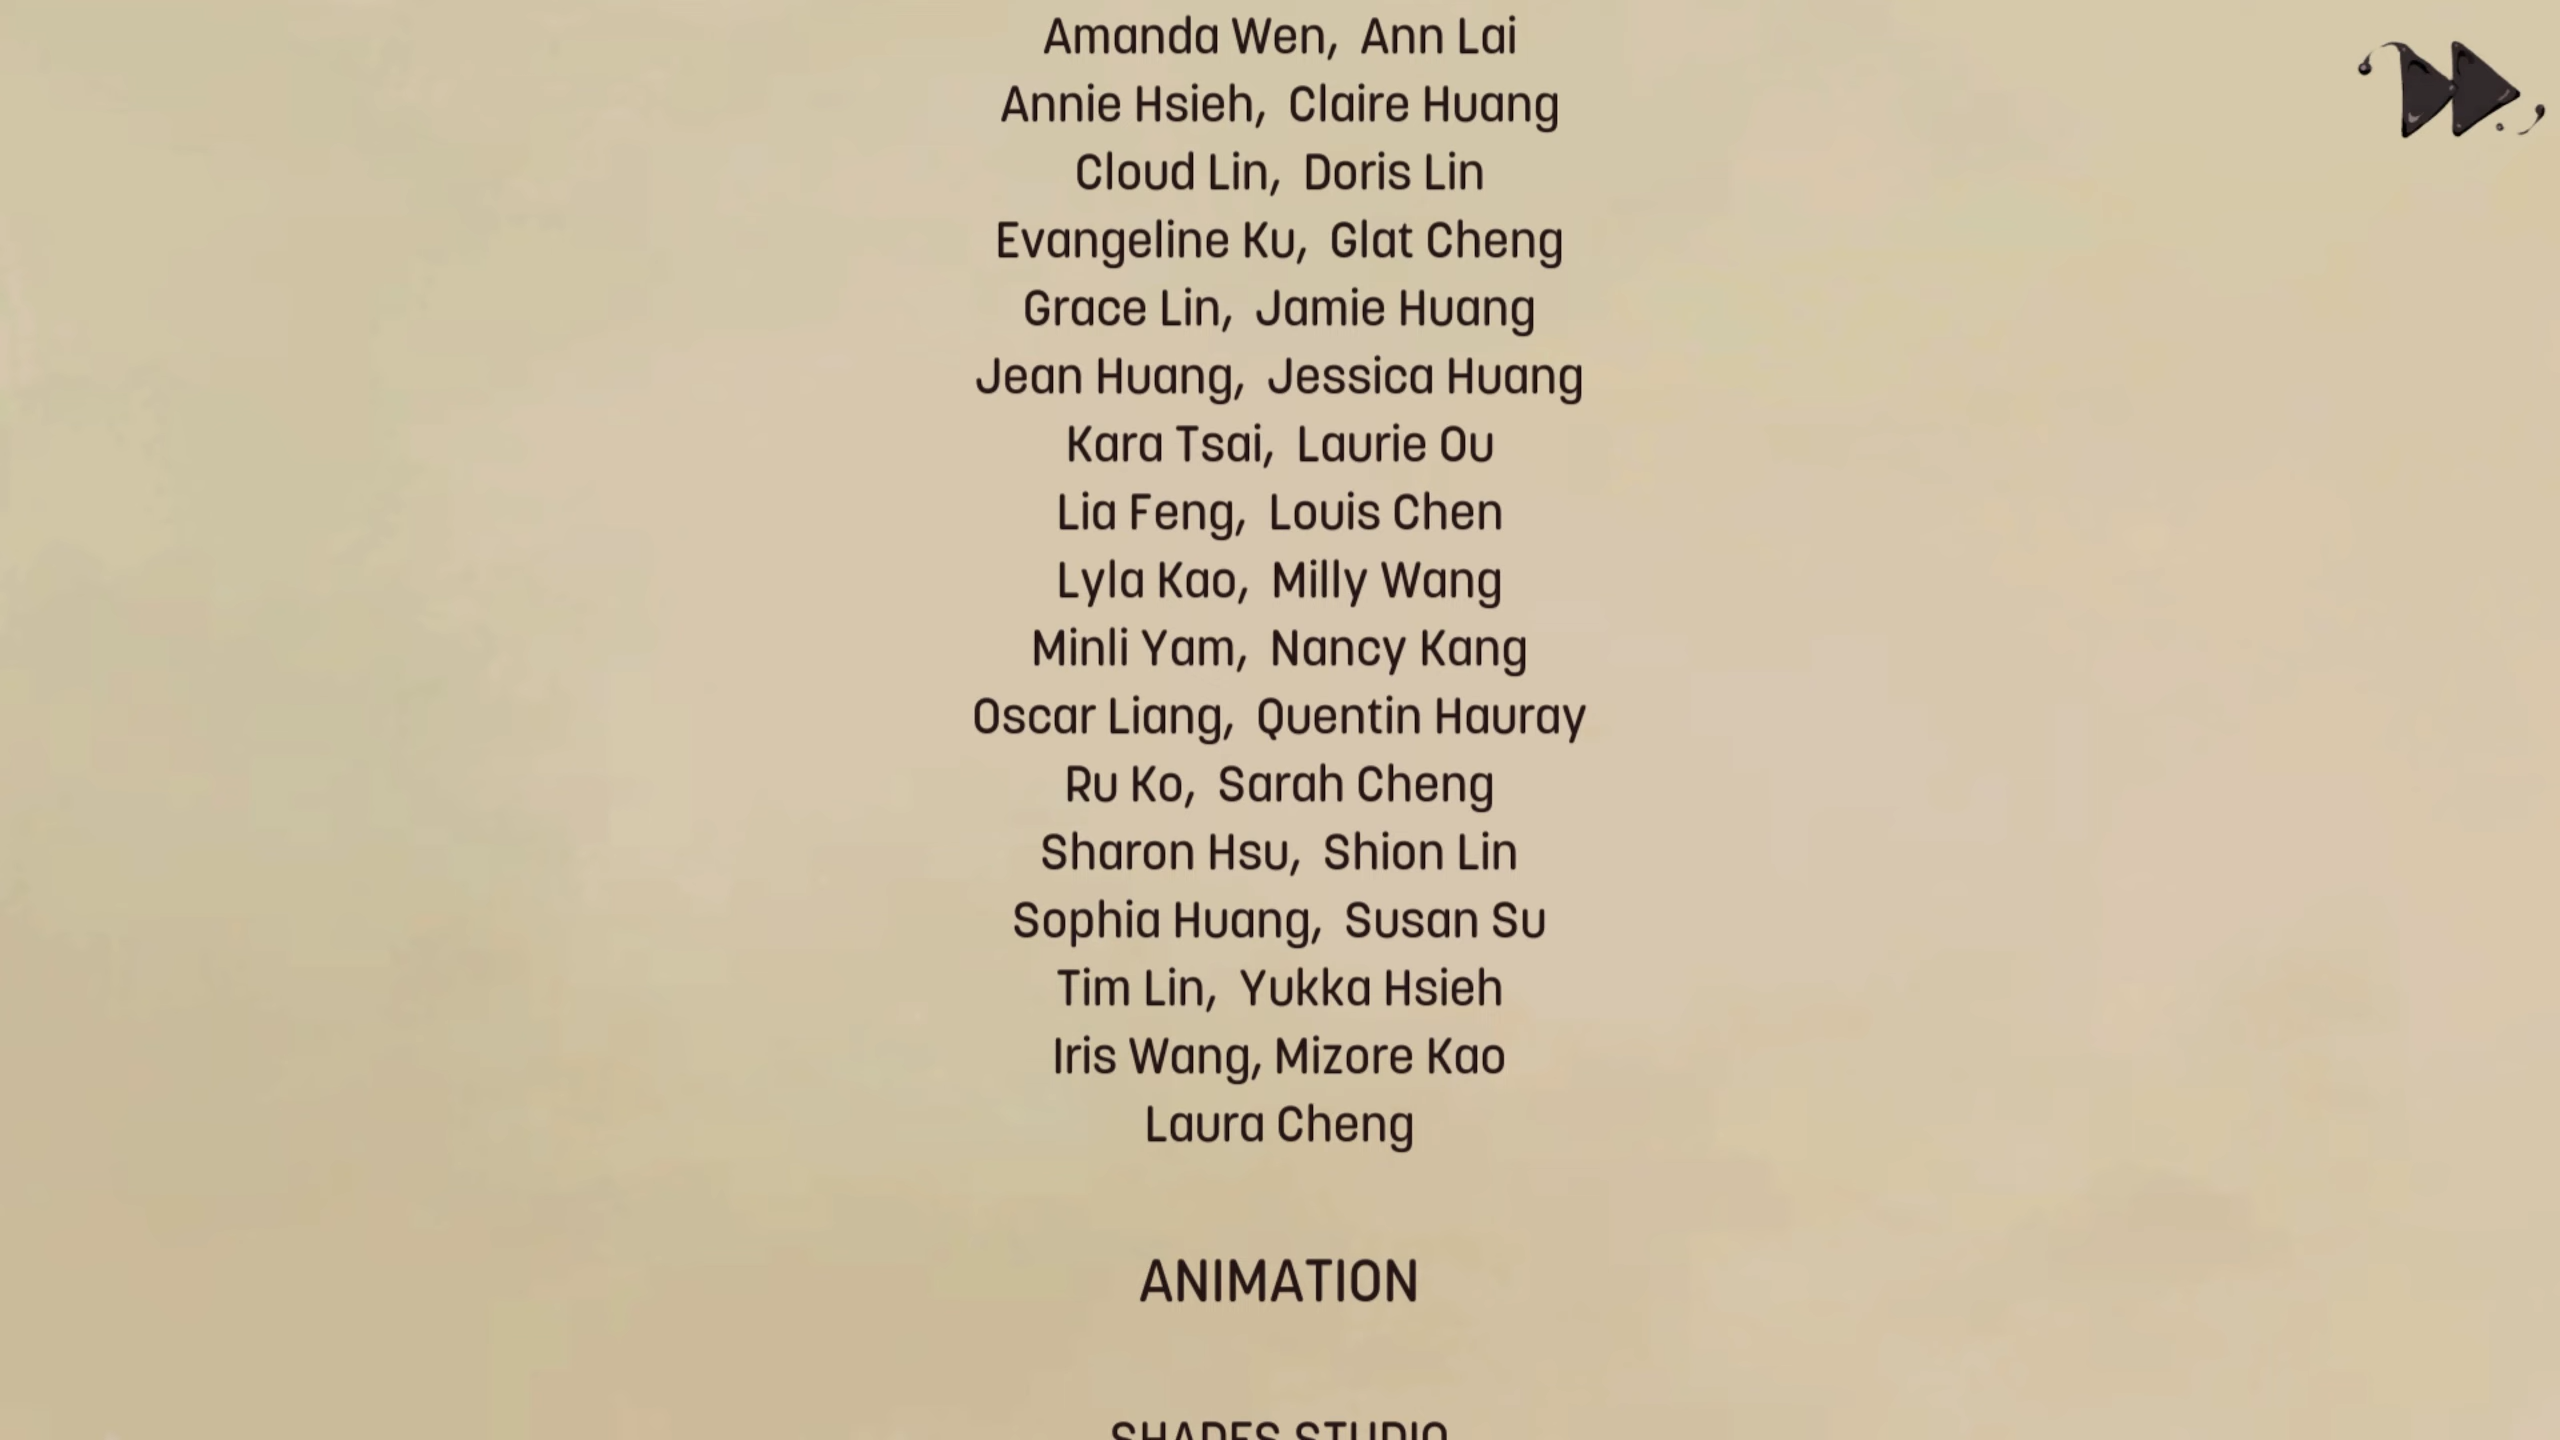 Amanda Wen,  Ann Lai
Annie Hsieh,  Claire Huang
Cloud Lin,  Doris Lin
Evangeline Ku,  Glat Cheng
Grace Lin,  Jamie Huang
Jean Huang,  Jessica Huang
Kara Tsai,  Laurie Ou
Lia Feng,  Louis Chen
Lyla Kao,  Milly Wang
Minli Yam,  Nancy Kang
Oscar Liang,  Quentin Hauray
Ru Ko,  Sarah Cheng
Sharon Hsu,  Shion Lin
Sophia Huang,  Susan Su
Tim Lin,  Yukka Hsieh
Iris Wang, Mizore Kao
Laura Cheng
ANIMATION
STUDIO